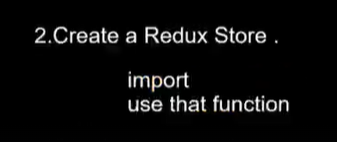 2.Create a Redux Store .
import
use that function